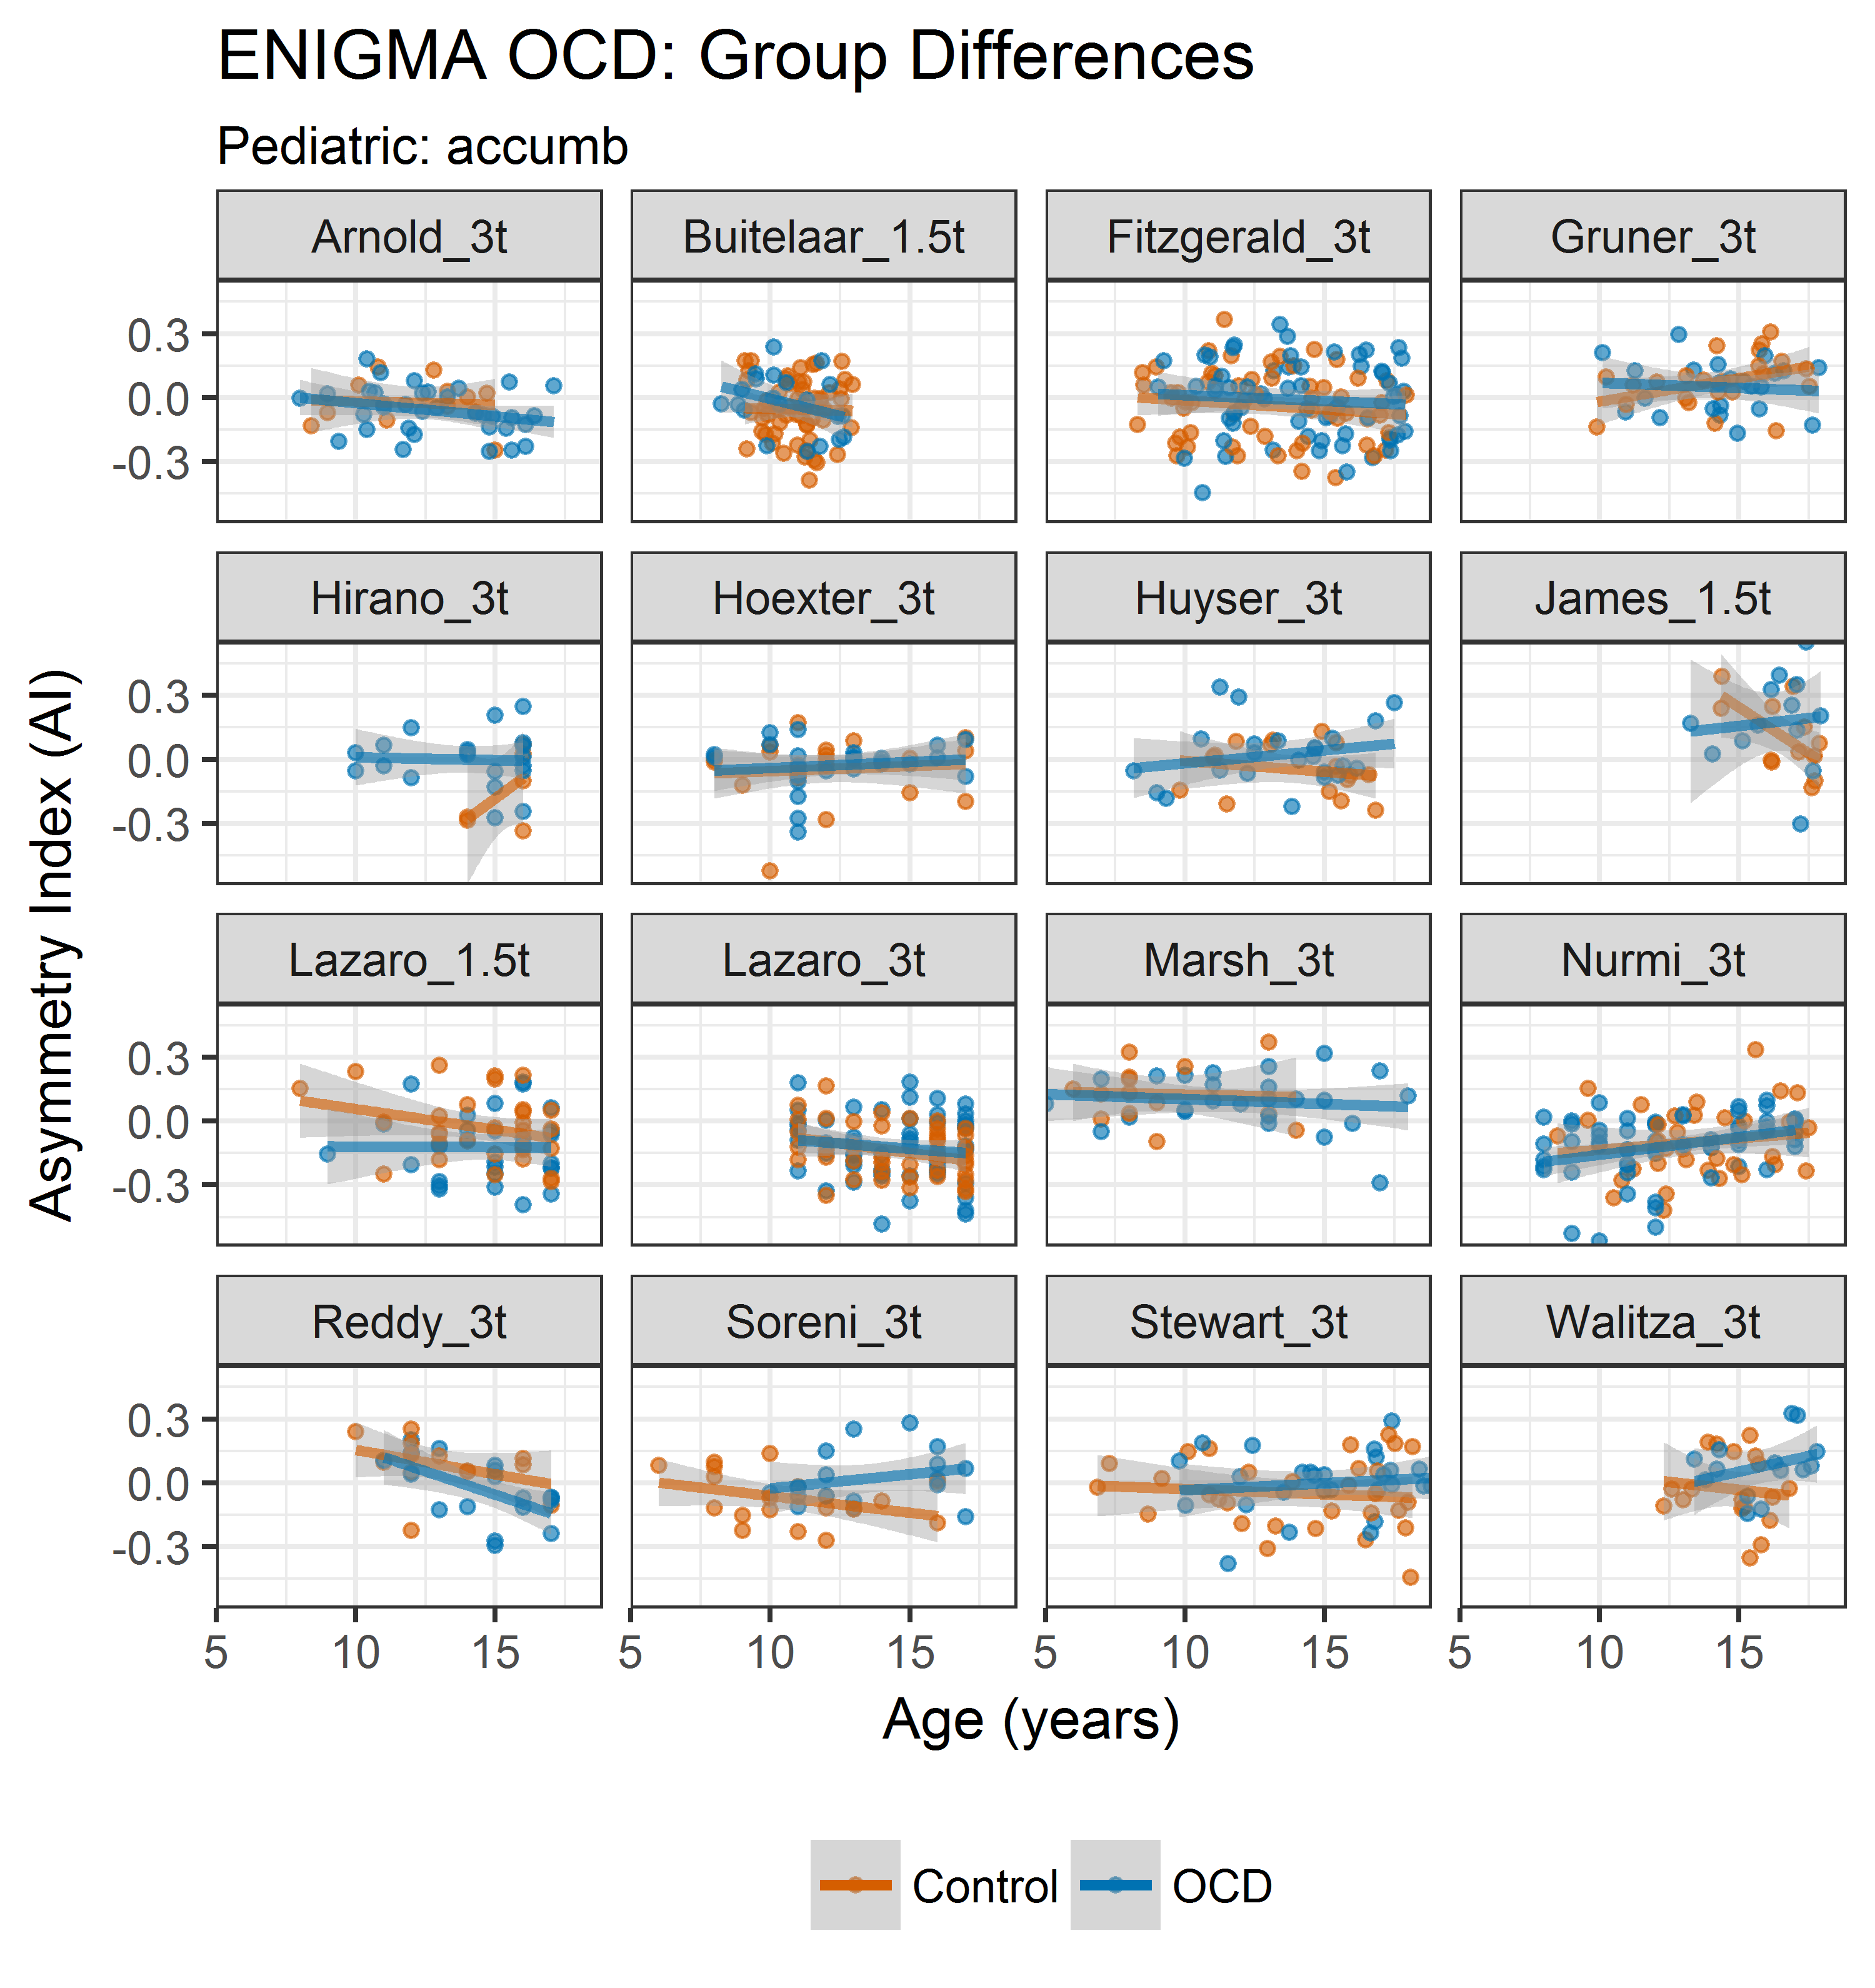 ENIGMA OCD: Group Differences
Pediatric: accumb
Arnold_3t Buitelaar_1.5t Fitzgerald_3t Gruner_3t
0.3
0.0
-0.3
Hirano_3t Hoexter_3t Huyser_3t James_1.5t
0.3
0.0
-0.3
Asymmetry Index (AI)
Lazaro_1.5t Lazaro_3t Marsh_3t Nurmi_3t
0.3
0.0
-0.3
Reddy_3t Soreni_3t Stewart_3t Walitza_3t
0.3
0.0
-0.3
5 10 15 5 10 15 5 10 15 5 10 15
Age (years)
Control OCD